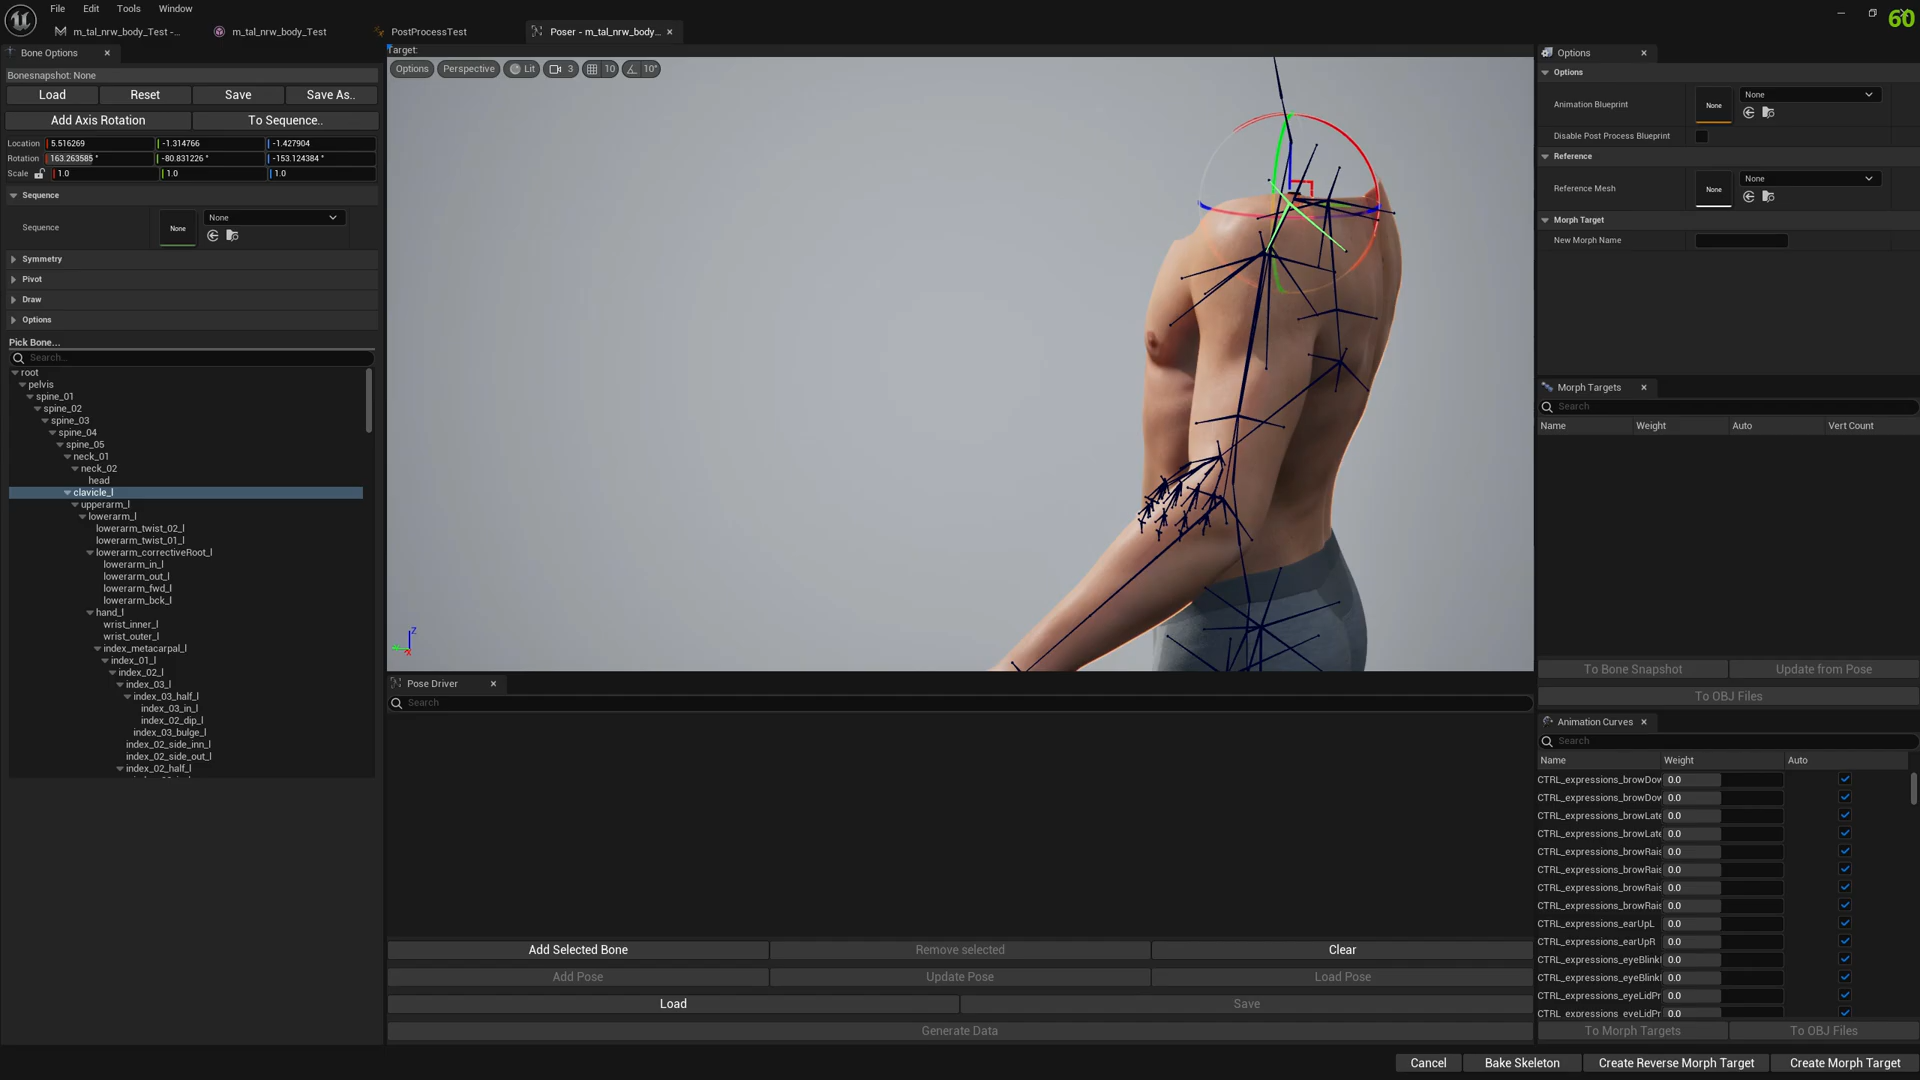 File Edit Tools Window
60
m_tal_nrw_body_Test -... m_tal_nrw_body_Test PostProcessTest Poser - m_tal_nrw_body...
Bone Options
Bonesnapshot: None
Load Reset Save Save As..
Add Axis Rotation To Sequence..
Location 5.516269 -1.314766 -1.427904
Rotation 163.263585 ° -80.831226 ° -153.124384 °
Scale 1.0 1.0 1.0
Sequence
Sequence None None
Symmetry
Pivot
Draw
Options
Pick Bone...
Search...
root
pelvis
spine_01
spine_02
spine_03
spine_04
spine_05
neck_01
neck_02
head
clavicle_l
upperarm_l
lowerarm_l
lowerarm_twist_02_l
lowerarm_twist_01_l
lowerarm_correctiveRoot_l
lowerarm_in_l
lowerarm_out_l
lowerarm_fwd_l
lowerarm_bck_l
hand_l
wrist_inner_l
wrist_outer_l
index_metacarpal_l
index_01_l
index_02_l
index_03_l
index_03_half_l
index_03_in_l
index_02_dip_l
index_03_bulge_l
index_02_side_inn_l
index_02_side_out_l
index_02_half_l
Target:
Options Perspective Lit 3 10 10°
Z
Pose Driver
Search
Add Selected Bone Remove selected Clear
Add Pose Update Pose Load Pose
Load Save
Generate Data
Options
Options
Animation Blueprint None None
Disable Post Process Blueprint
Reference
Reference Mesh None None
Morph Target
New Morph Name
Morph Targets
Search
Name Weight Auto Vert Count
To Bone Snapshot Update from Pose
To OBJ Files
Animation Curves
Search
Name Weight Auto
CTRL_expressions_browDow 0.0
CTRL_expressions_browDow 0.0
CTRL_expressions_browLate 0.0
CTRL_expressions_browLate 0.0
CTRL_expressions_browRais 0.0
CTRL_expressions_browRais 0.0
CTRL_expressions_browRais 0.0
CTRL_expressions_browRais 0.0
CTRL_expressions_earUpL 0.0
CTRL_expressions_earUpR 0.0
CTRL_expressions_eyeBlinkl 0.0
CTRL_expressions_eyeBlinkl 0.0
CTRL_expressions_eyeLidPr 0.0
CTRL_expressions_eyeLidPr 0.0
To Morph Targets To OBJ Files
Cancel Bake Skeleton Create Reverse Morph Target Create Morph Target